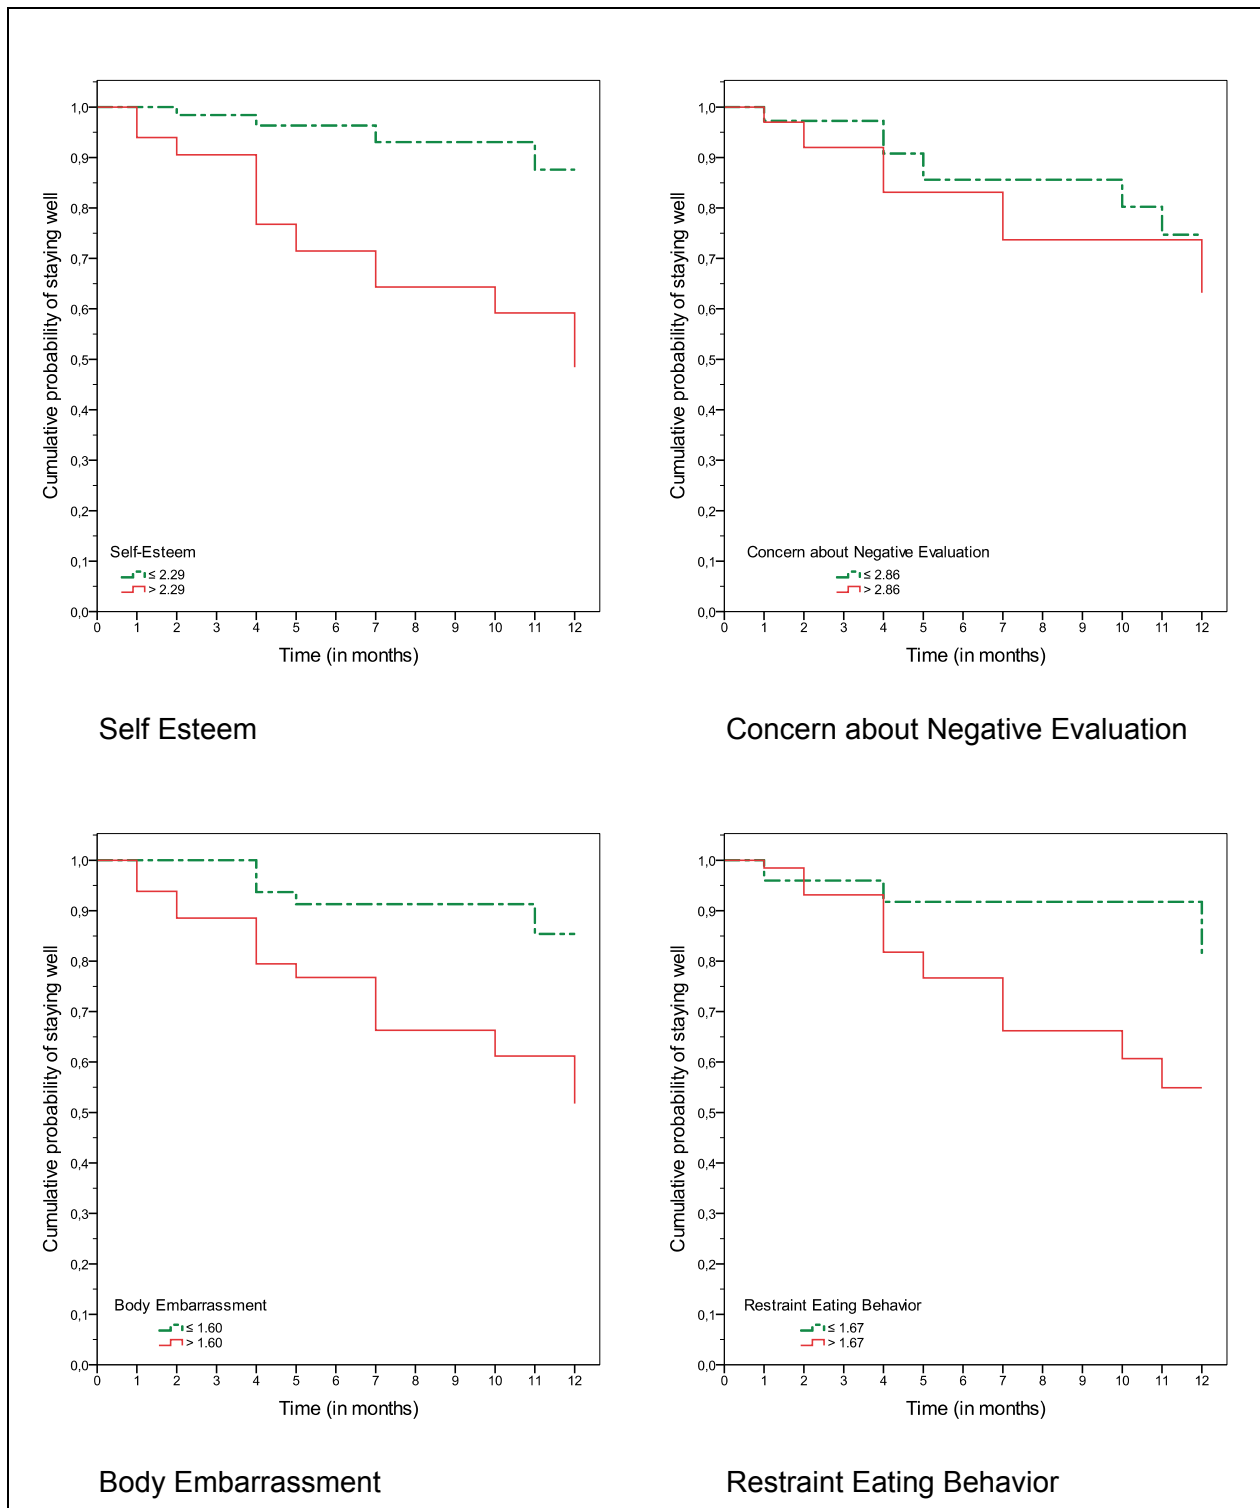 Cumulative probability of staying well
1,0
0,9
0,8
0,7
0,6
0,5
0,4
0,3
0,2
0,1
0,0
Self-Esteem
≤ 2.29
> 2.29
0 1 2 3 4 5 6 7 8 9 10 11 12
Time (in months)
Self Esteem
Cumulative probability of staying well
1,0
0,9
0,8
0,7
0,6
0,5
0,4
0,3
0,2
0,1
0,0
Concern about Negative Evaluation
≤ 2.86
> 2.86
0 1 2 3 4 5 6 7 8 9 10 11 12
Time (in months)
Concern about Negative Evaluation
Cumulative probability of staying well
1,0
0,9
0,8
0,7
0,6
0,5
0,4
0,3
0,2
0,1
0,0
Body Embarrassment
≤ 1.60
> 1.60
0 1 2 3 4 5 6 7 8 9 10 11 12
Time (in months)
Body Embarrassment
Cumulative probability of staying well
1,0
0,9
0,8
0,7
0,6
0,5
0,4
0,3
0,2
0,1
0,0
Restraint Eating Behavior
≤ 1.67
> 1.67
0 1 2 3 4 5 6 7 8 9 10 11 12
Time (in months)
Restraint Eating Behavior